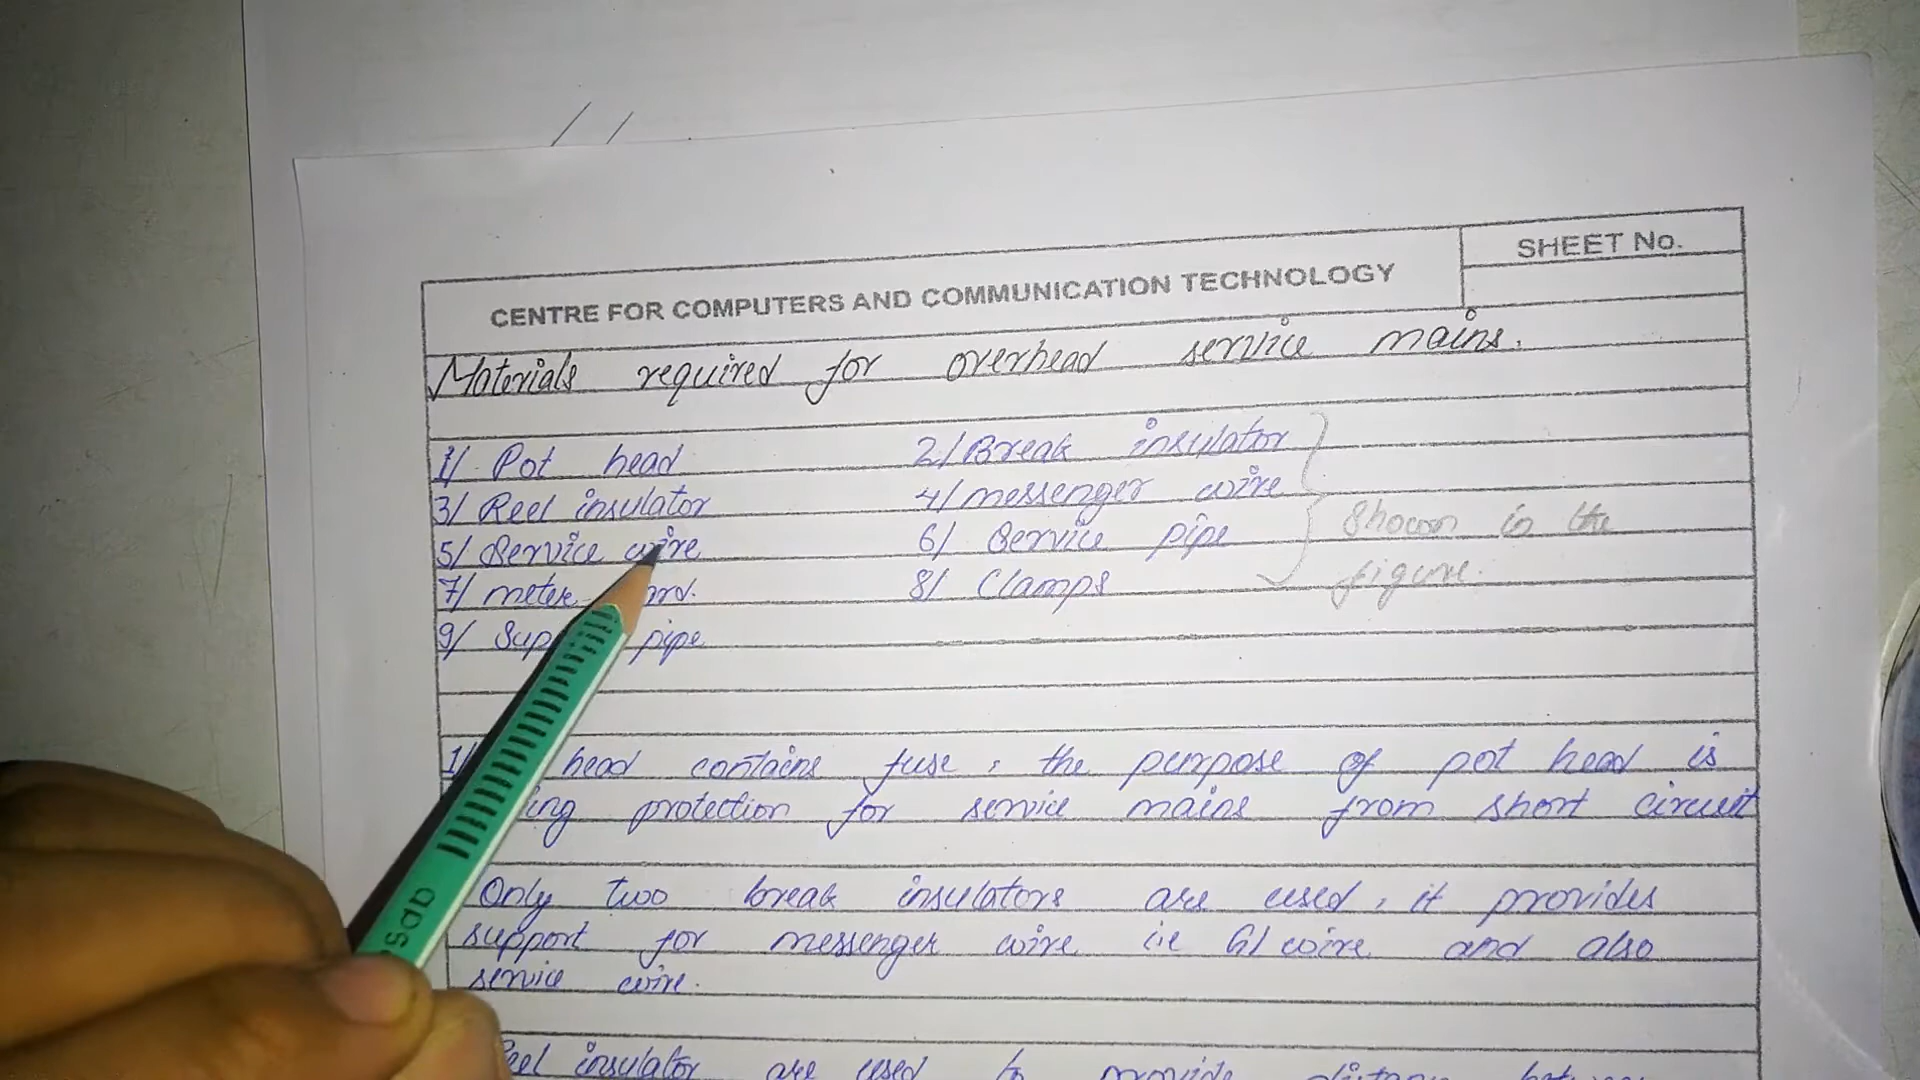 SHEET No.
CENTRE FOR COMPUTERS AND COMMUNICATION TECHNOLOGY
Materials required for overhead service mains.
1/ Pot head 2/ Break insulator
3/ Reel insulator 4/ messenger wire
5/ Service wire 6/ Service pipe shown in the
7/ 8/ Clamps figure.
9/ pipe
1/ head contains fuse, the purpose of pot head is
protection for service mains from short circuit
Only two break insulators are used, it provides
support for messenger wire i.e GI wire and also
service wire.
insulator are used to provide